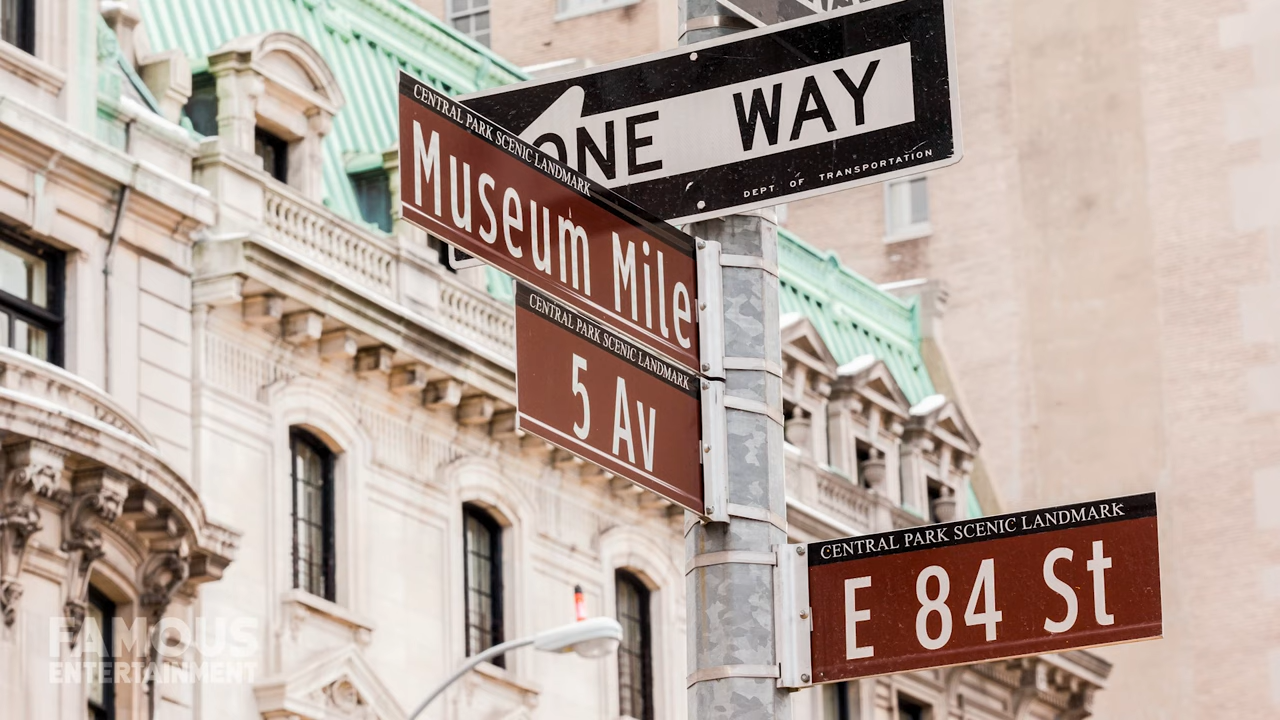 ONE WAY
DEPT OF TRANSPORTATION
CENTRAL PARK SCENIC LANDMARK
Museum Mile
CENTRAL PARK SCENIC LANDMARK
5 Av
CENTRAL PARK SCENIC LANDMARK
E 84 St
FAMOUS
ENTERTAINMENT